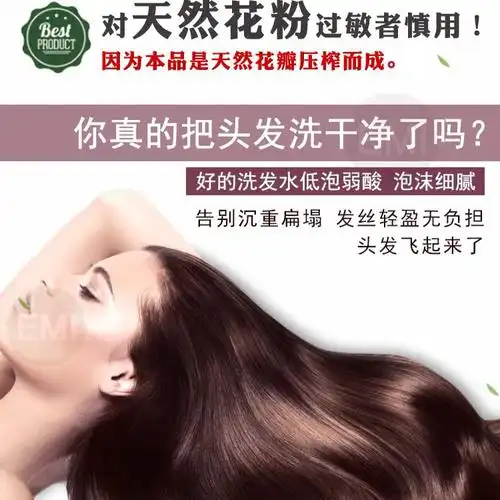 Best
PRODUCT
对天然花粉过敏者慎用！
因为本品是天然花瓣压榨而成。
你真的把头发洗干净了吗？
好的洗发水低泡弱酸 泡沫细腻
告别沉重扁塌 发丝轻盈无负担
头发飞起来了